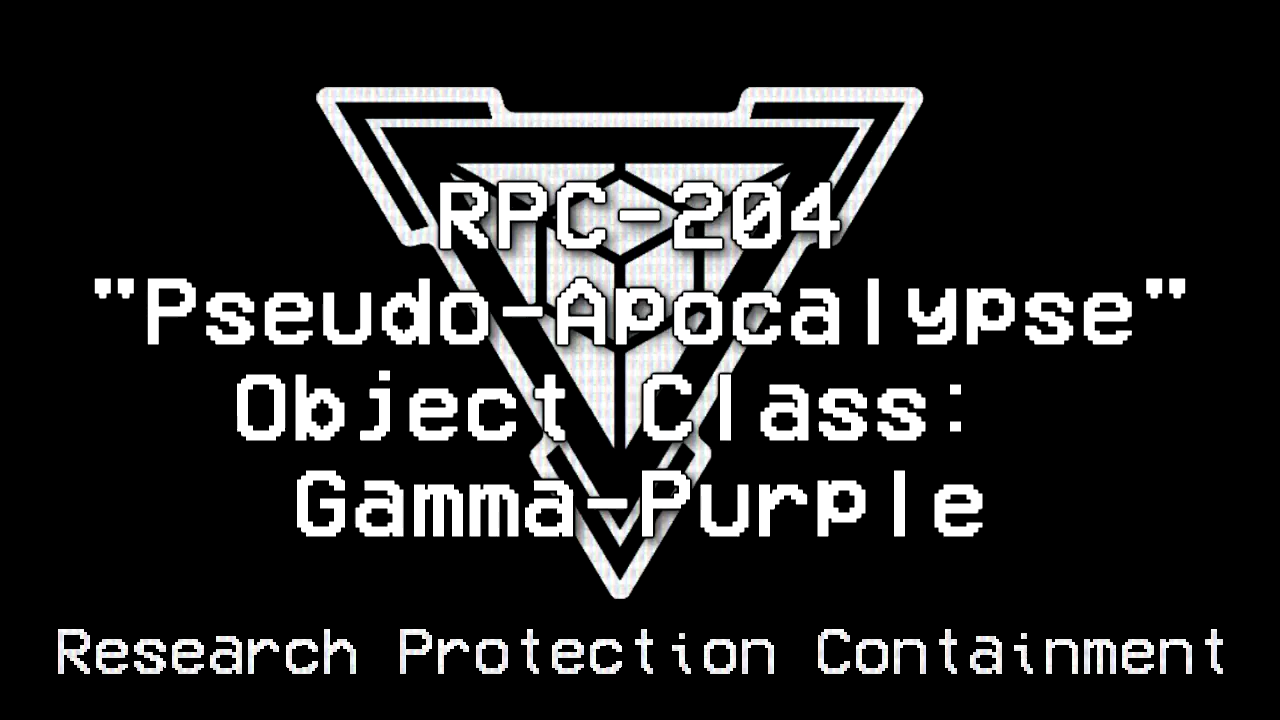 RPC-204
"Pseudo-Apocalypse"
Object Class:
Gamma-Purple
Research Protection Containment